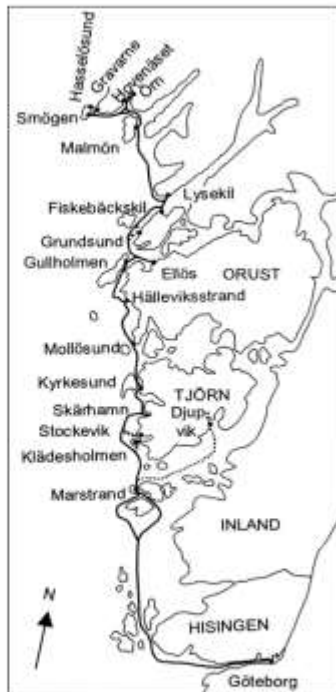 Hasselösund
Gravarne
Hovenäset
Örn
Smögen
Malmön
Lysekil
Fiskebäckskil
Grundsund
Gullholmen
Ellös
ORUST
Hälleviksstrand
Mollösund
Kyrkesund
TJÖRN
Skärhamn
Djup-
vik
Stockevik
Klädesholmen
Marstrand
INLAND
N
HISINGEN
Göteborg